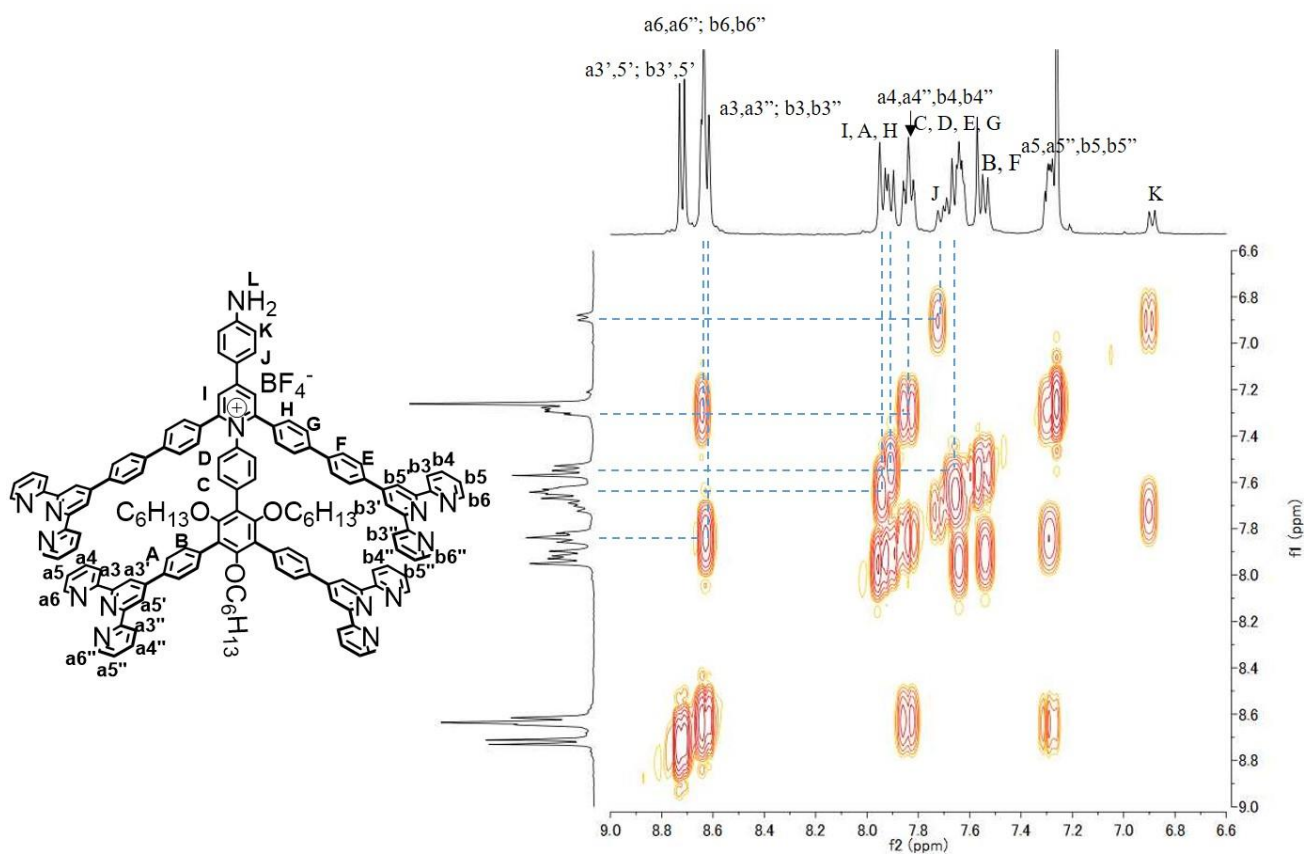 a6,a6”; b6,b6”
a3’,5’; b3’,5’
a3,a3”; b3,b3”
a4,a4”,b4,b4”
I, A, H
C, D, E, G
a5,a5”,b5,b5”
B, F
J
K
L
NH2
K
J
BF4-
I
H
G
N
+
F
E
D
b5'
b3
b4
b5
b6
C
C6H13O
OC6H13
b3'
N
N
N
N
b3''
b6''
B
b4''
b5''
a4
A
a5
a3
a3'
O
C6H13
a6
N
N
a5'
a3''
N
a6''
a4''
a5''
N
N
N
6.6
6.8
7.0
7.2
7.4
7.6
7.8
8.0
8.2
8.4
8.6
8.8
9.0
f1 (ppm)
9.0 8.8 8.6 8.4 8.2 8.0 7.8 7.6 7.4 7.2 7.0 6.8 6.6
f2 (ppm)